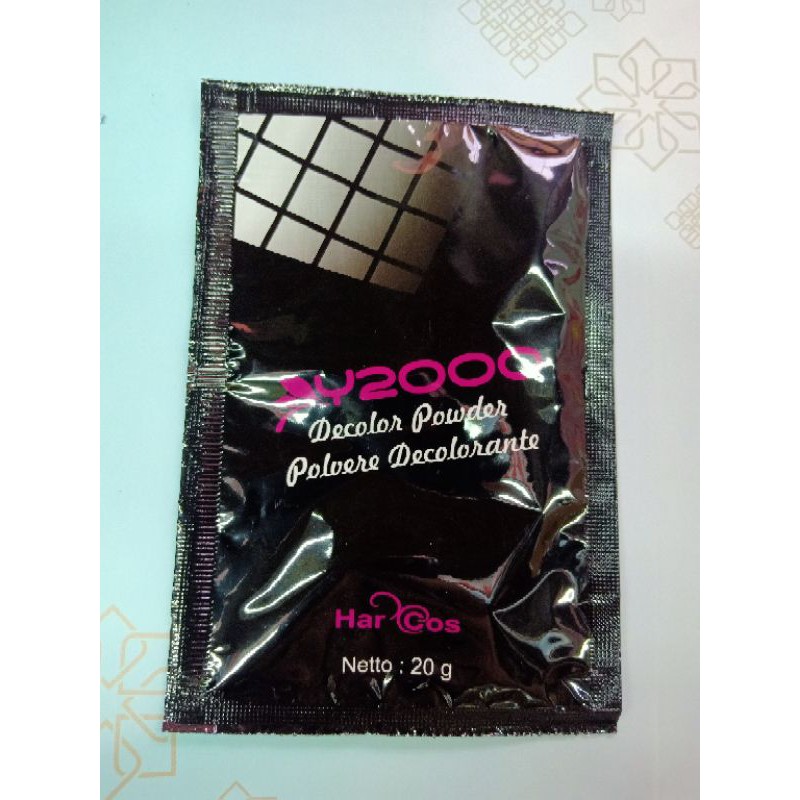 Y2000
Decolor Powder
Polvere Decolorante
HarCos
Netto : 20 g